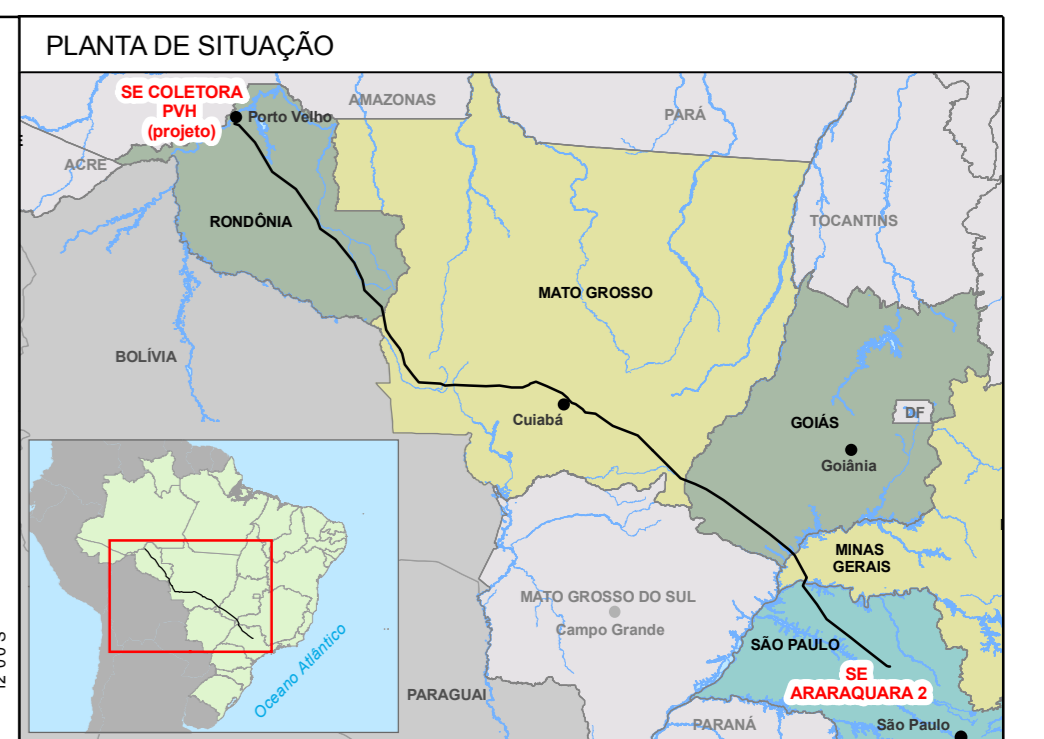 PLANTA DE SITUAÇÃO
SE COLETORA
PVH
(projeto)
Porto Velho
AMAZONAS
PARÁ
ACRE
TOCANTINS
RONDÔNIA
MATO GROSSO
BOLÍVIA
Cuiabá
GOIÁS
DF
Goiânia
MINAS
GERAIS
MATO GROSSO DO SUL
Campo Grande
SÃO PAULO
SE
ARARAQUARA 2
PARAGUAI
PARANÁ
São Paulo
Oceano Atlântico